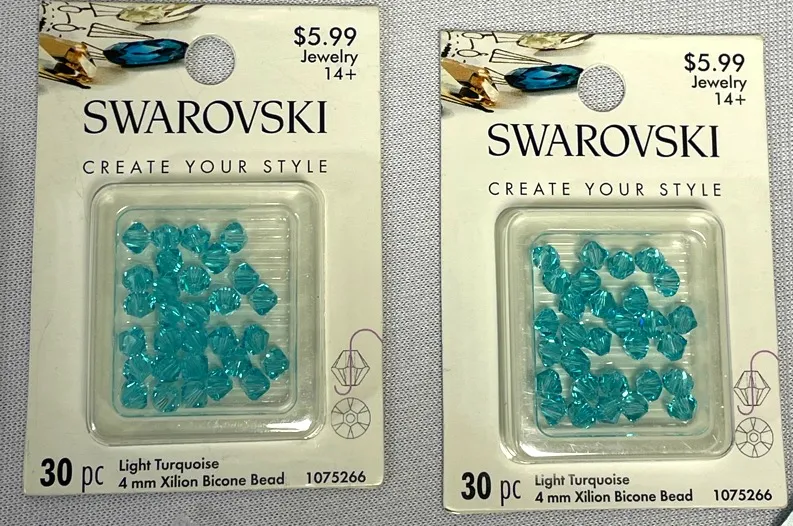 $5.99
Jewelry
14+
SWAROVSKI
CREATE YOUR STYLE
30 pc
Light Turquoise
4 mm Xilion Bicone Bead 1075266
$5.99
Jewelry
14+
SWAROVSKI
CREATE YOUR STYLE
30 pc
Light Turquoise
4 mm Xilion Bicone Bead 1075266